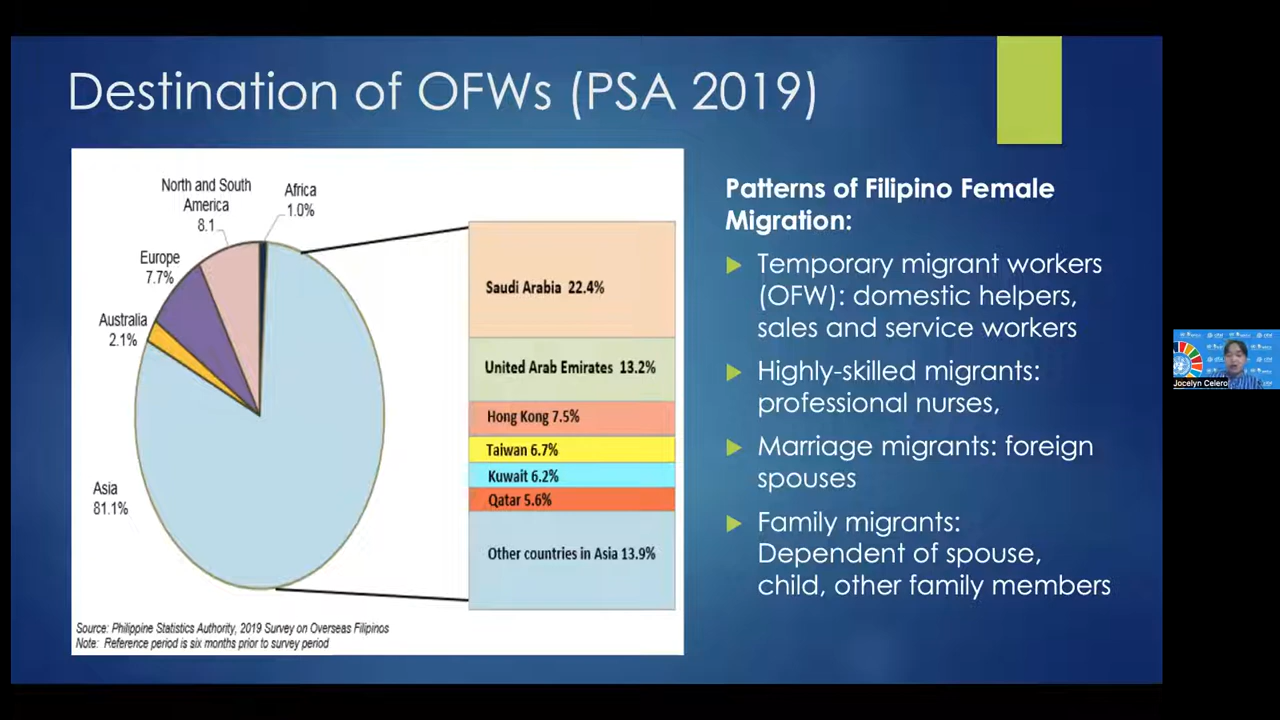 Destination of OFWs (PSA 2019)
North and South
America
8.1
Africa
1.0%
Europe
7.7%
Australia
2.1%
Asia
81.1%
Saudi Arabia 22.4%
United Arab Emirates 13.2%
Hong Kong 7.5%
Taiwan 6.7%
Kuwait 6.2%
Qatar 5.6%
Other countries in Asia 13.9%
Source: Philippine Statistics Authority, 2019 Survey on Overseas Filipinos
Note: Reference period is six months prior to survey period
Patterns of Filipino Female
Migration:
Temporary migrant workers
(OFW): domestic helpers,
sales and service workers
Highly-skilled migrants:
professional nurses,
Marriage migrants: foreign
spouses
Family migrants:
Dependent of spouse,
child, other family members
Jocelyn Celero